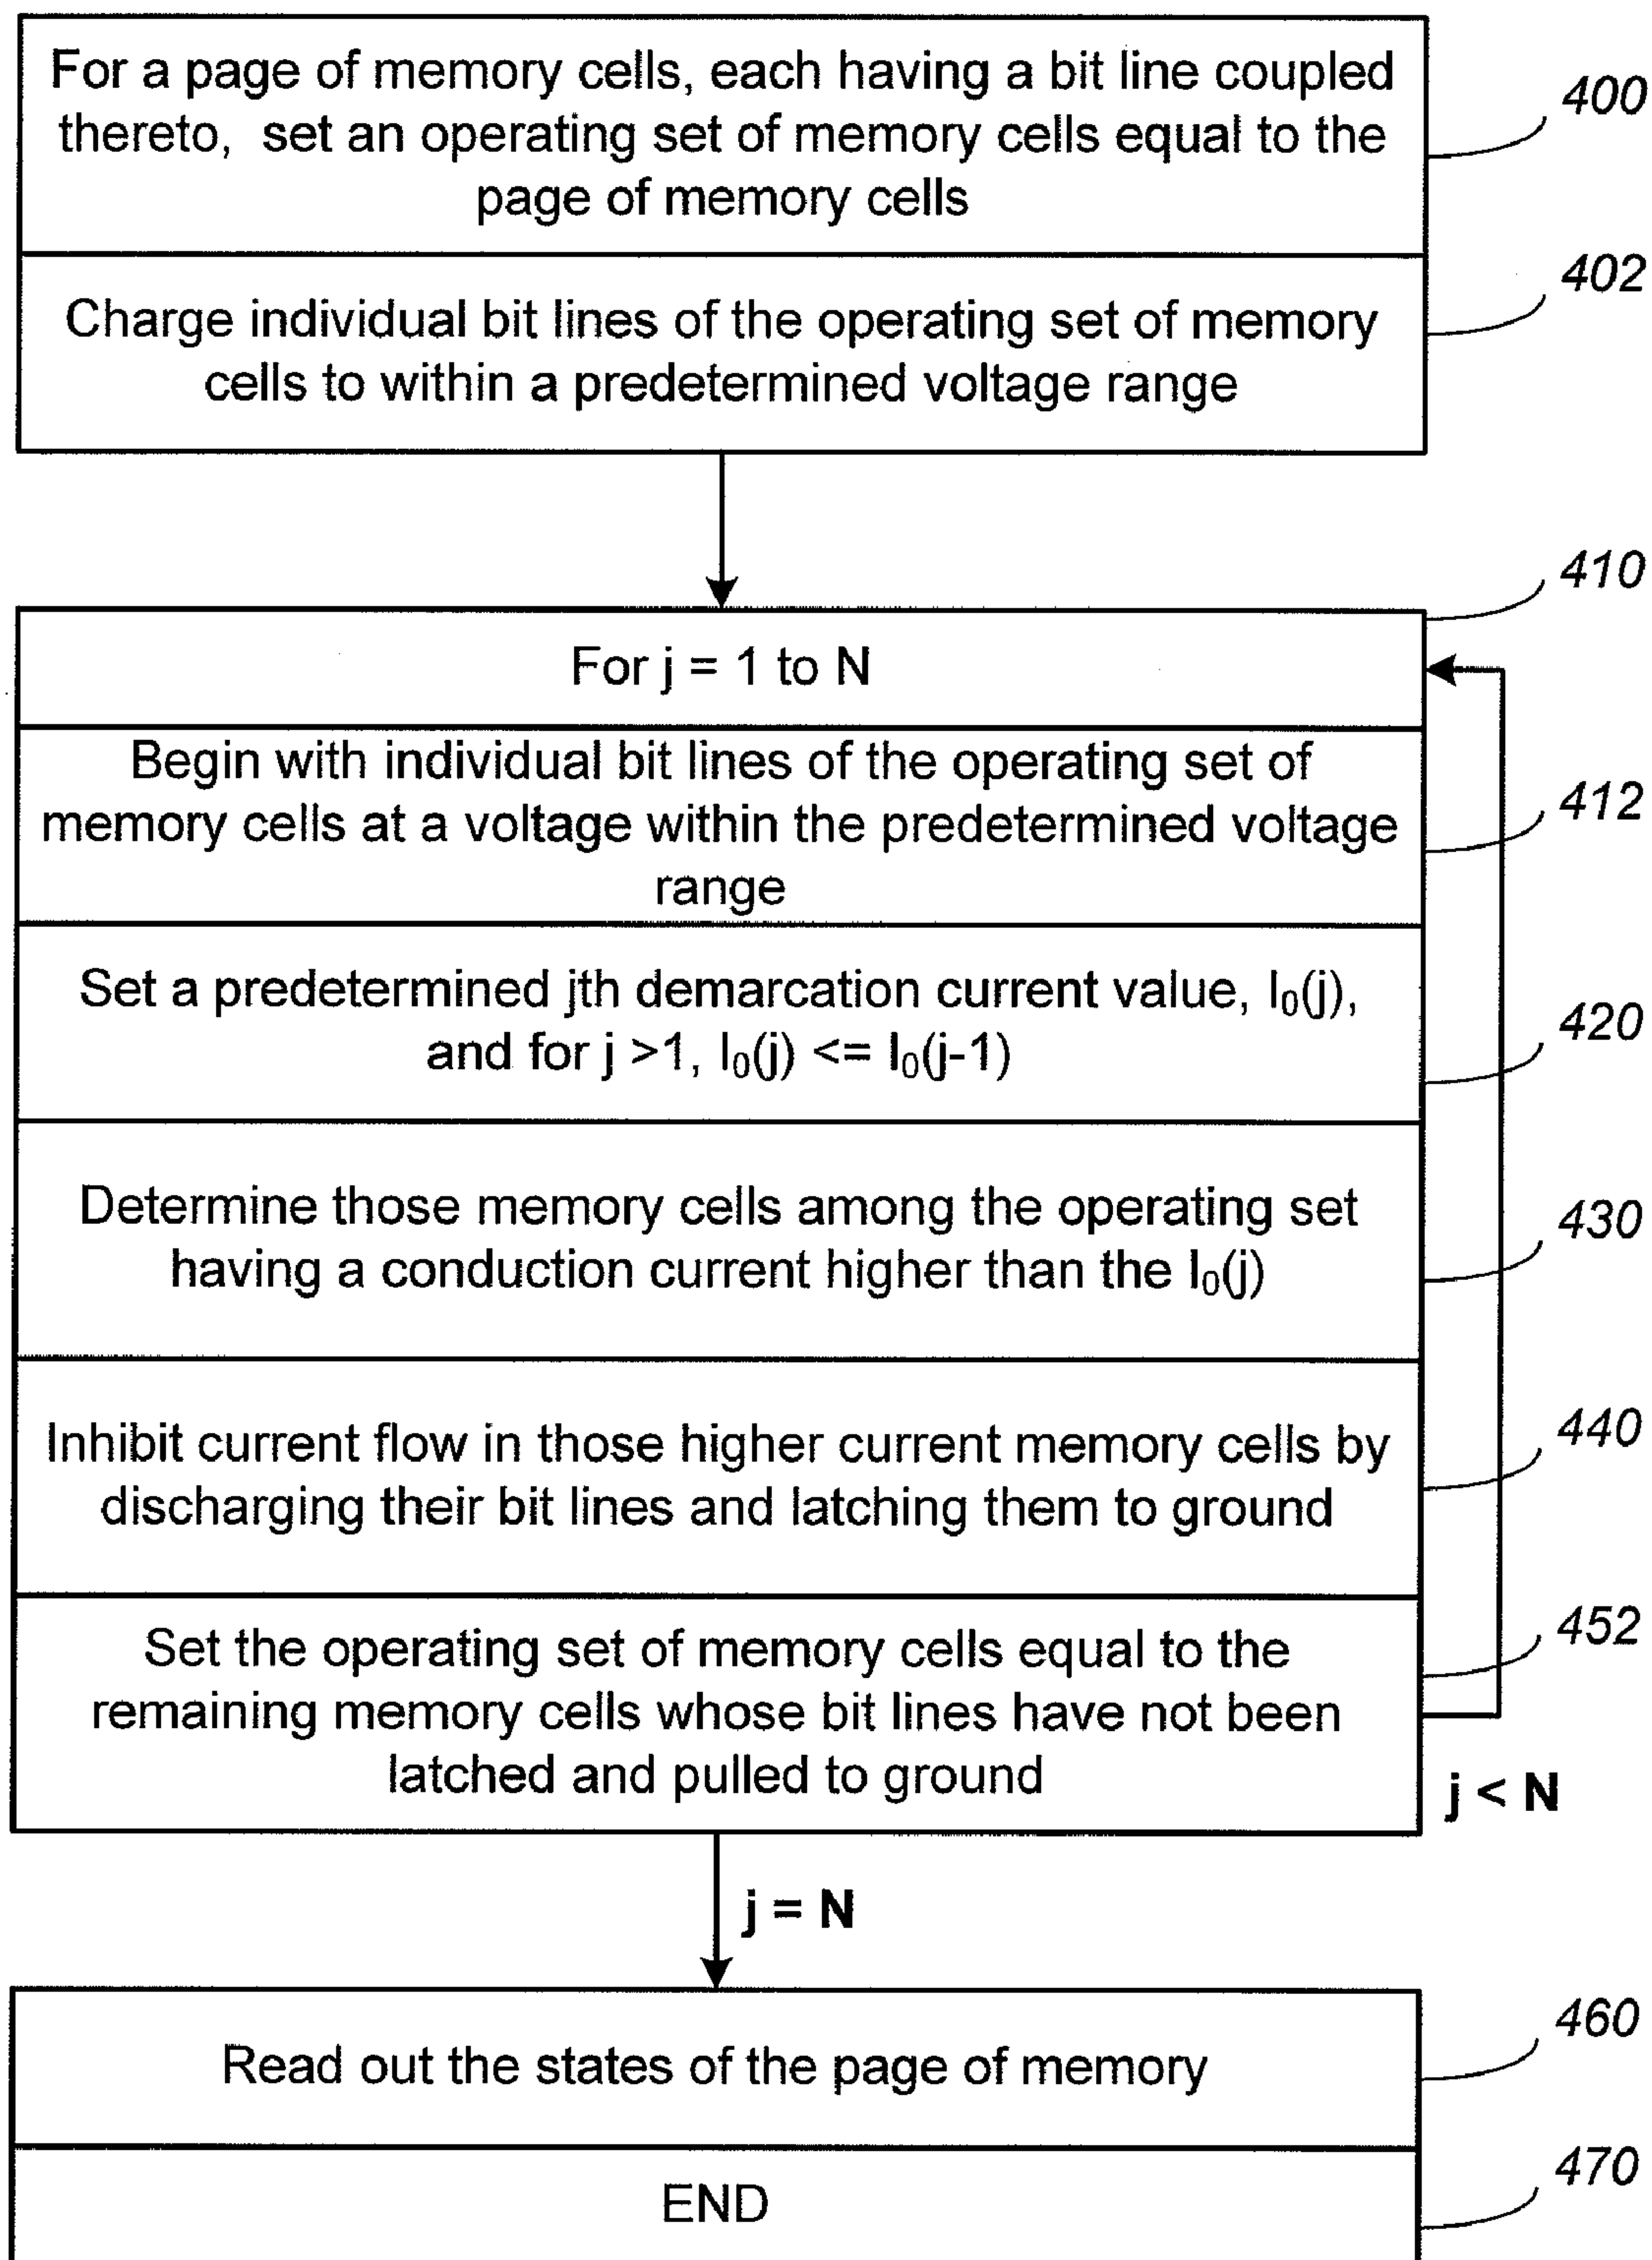 For a page of memory cells, each having a bit line coupled
thereto, set an operating set of memory cells equal to the
page of memory cells
400
Charge individual bit lines of the operating set of memory
cells to within a predetermined voltage range
402
410
For j = 1 to N
Begin with individual bit lines of the operating set of
memory cells at a voltage within the predetermined voltage
range
412
Set a predetermined jth demarcation current value, I₀(j),
and for j >1, I₀(j) <= I₀(j-1)
420
Determine those memory cells among the operating set
having a conduction current higher than the I₀(j)
430
Inhibit current flow in those higher current memory cells by
discharging their bit lines and latching them to ground
440
Set the operating set of memory cells equal to the
remaining memory cells whose bit lines have not been
latched and pulled to ground
452
j < N
j = N
Read out the states of the page of memory
460
END
470